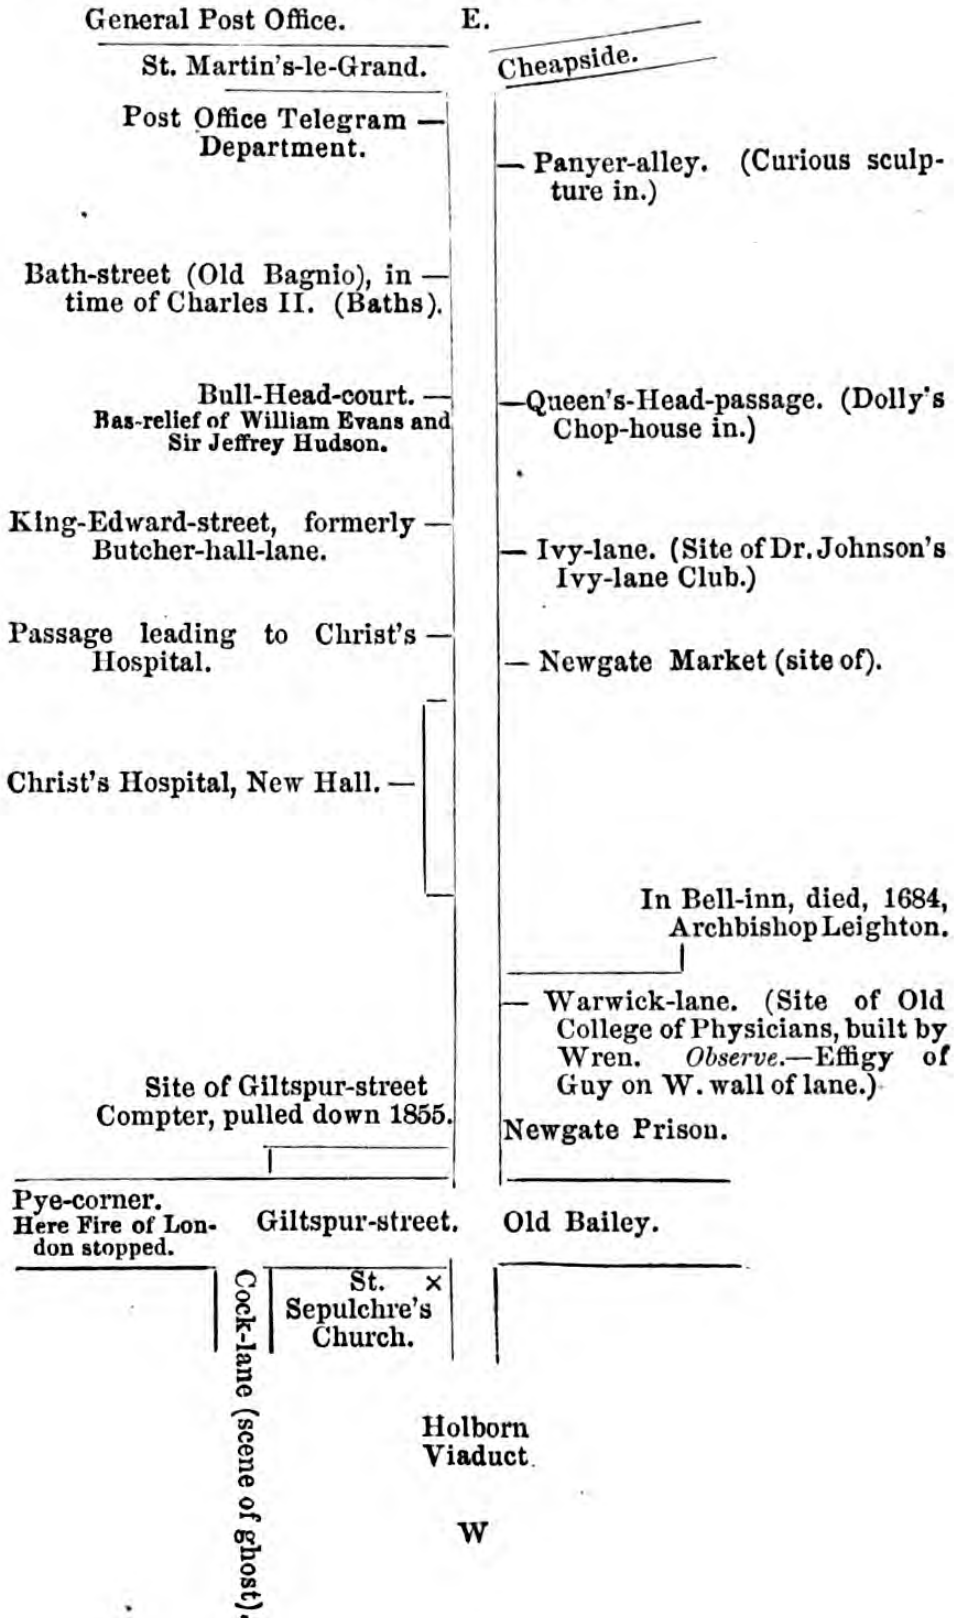 General Post Office.
E.
St. Martin's-le-Grand.
Cheapside.
Post Office Telegram —
Department.
— Panyer-alley. (Curious sculp-
ture in.)
Bath-street (Old Bagnio), in —
time of Charles II. (Baths).
Bull-Head-court. —
Bas-relief of William Evans and
Sir Jeffrey Hudson.
—Queen's-Head-passage. (Dolly's
Chop-house in.)
King-Edward-street, formerly —
Butcher-hall-lane.
— Ivy-lane. (Site of Dr. Johnson's
Ivy-lane Club.)
Passage leading to Christ's —
Hospital.
— Newgate Market (site of).
Christ's Hospital, New Hall. —
In Bell-inn, died, 1684,
Archbishop Leighton.
— Warwick-lane. (Site of Old
College of Physicians, built by
Wren. Observe.—Effigy of
Guy on W. wall of lane.)
Site of Giltspur-street
Compter, pulled down 1855.
Newgate Prison.
Pye-corner.
Here Fire of Lon-
don stopped.
Giltspur-street.
Old Bailey.
Cock-lane (scene of ghost).
St. ×
Sepulchre's
Church.
Holborn
Viaduct.
W